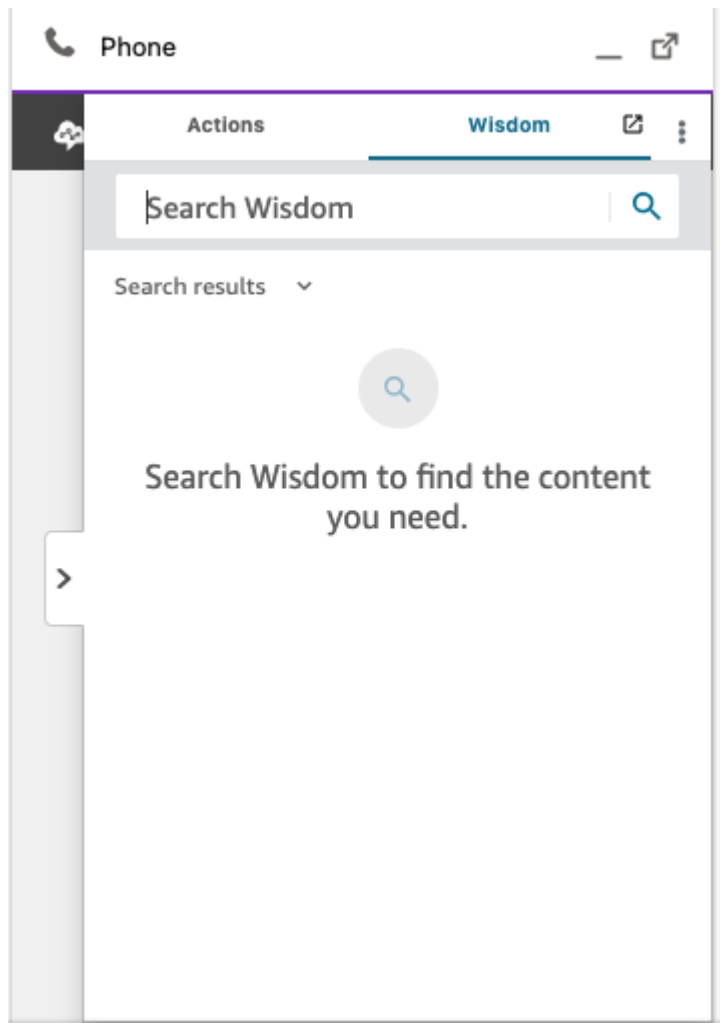 Phone
Actions
Wisdom
Search Wisdom
Search results
Search Wisdom to find the content
you need.